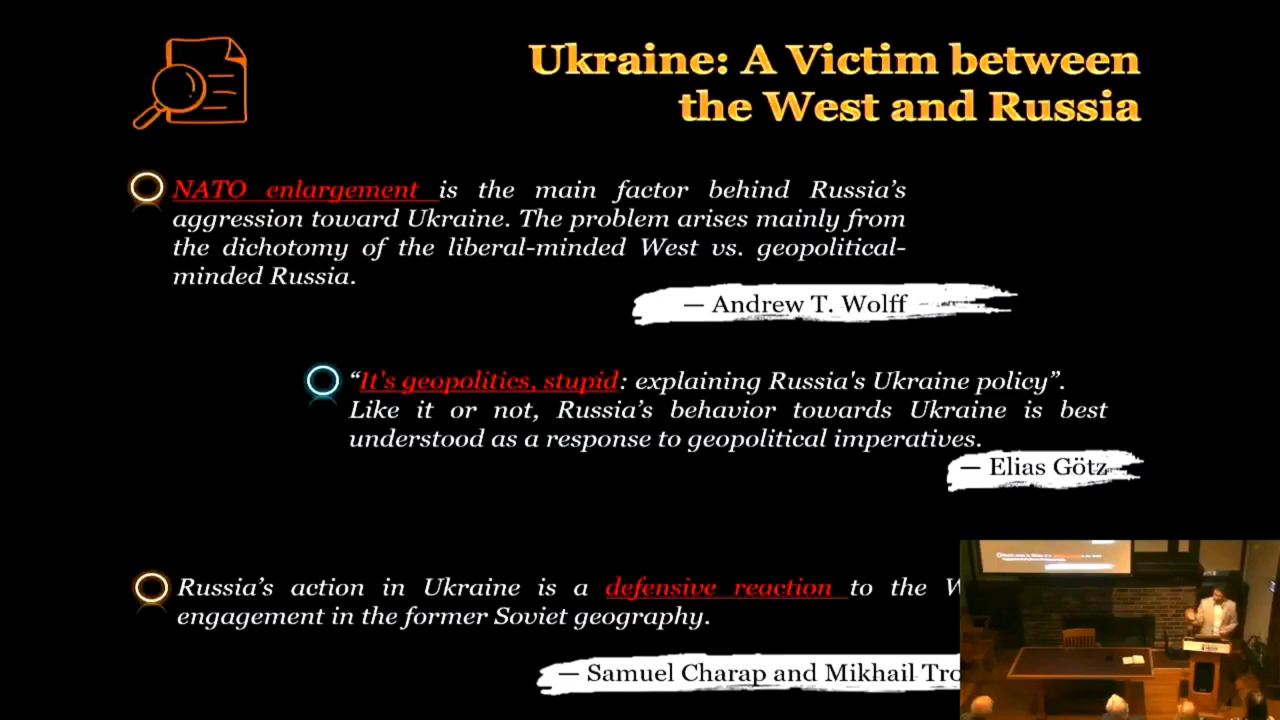 Ukraine: A Victim between
the West and Russia
NATO enlargement is the main factor behind Russia's
aggression toward Ukraine. The problem arises mainly from
the dichotomy of the liberal-minded West vs. geopolitical-
minded Russia.
— Andrew T. Wolff
“It's geopolitics, stupid: explaining Russia's Ukraine policy”.
Like it or not, Russia’s behavior towards Ukraine is best
understood as a response to geopolitical imperatives.
— Elias Götz
Russia’s action in Ukraine is a defensive reaction to the
engagement in the former Soviet geography.
— Samuel Charap and Mikhail